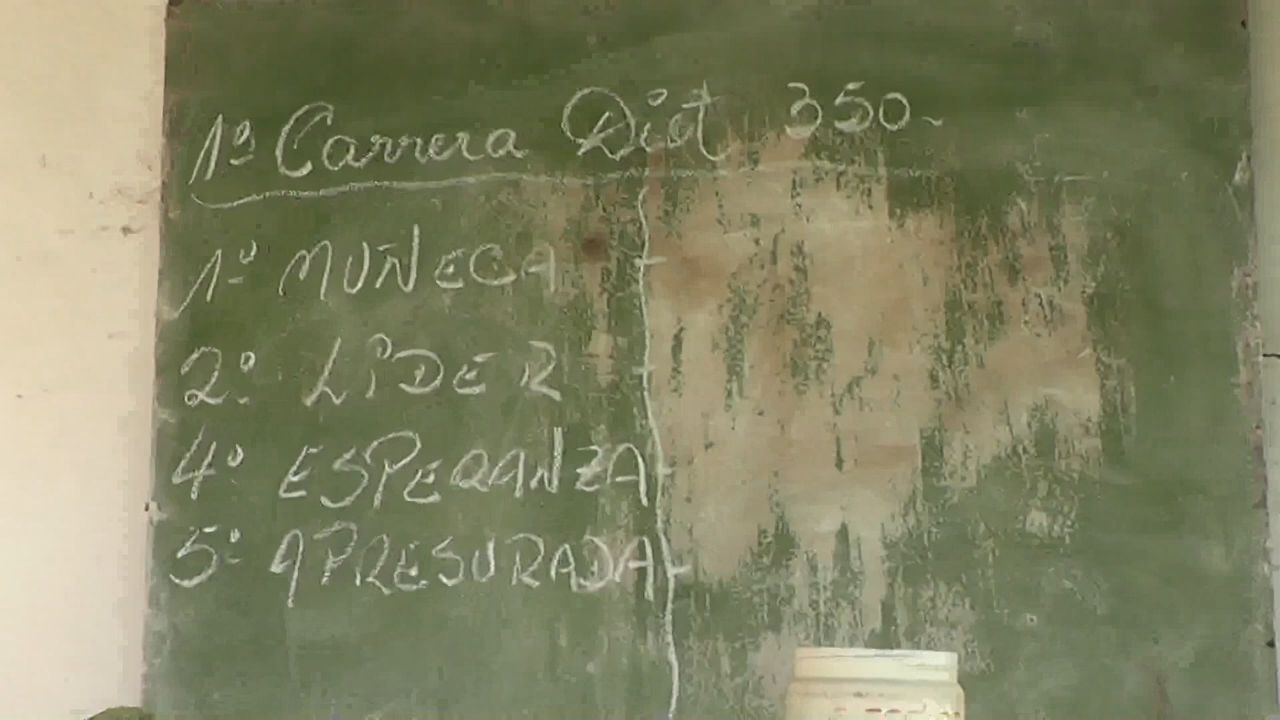 1º Carrera Dist 350-
1º MUÑECA -
2º LIDER -
4º ESPERANZA -
5º APRESURADA -